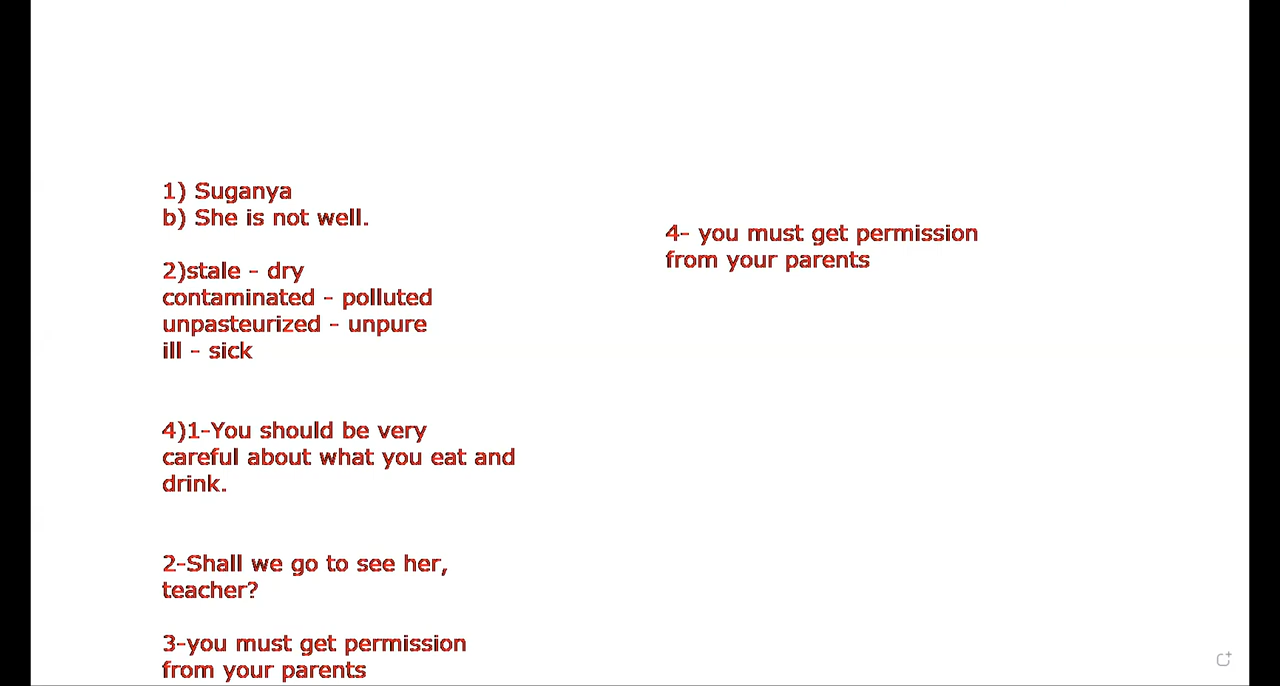 1) Suganya
b) She is not well.
2)stale - dry
contaminated - polluted
unpasteurized - unpure
ill - sick
4)1-You should be very
careful about what you eat and
drink.
2-Shall we go to see her,
teacher?
3-you must get permission
from your parents
4- you must get permission
from your parents